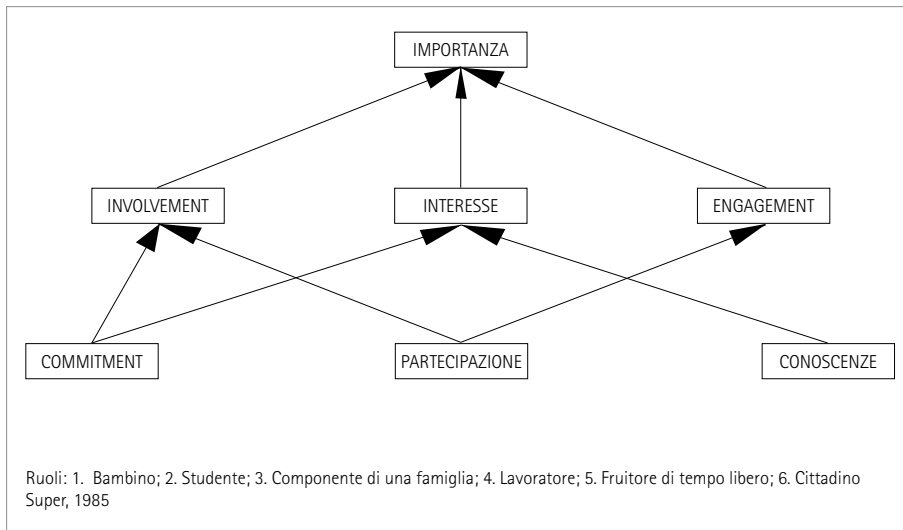 IMPORTANZA
INVOLVEMENT
INTERESSE
ENGAGEMENT
COMMITMENT
PARTECIPAZIONE
CONOSCENZE
Ruoli: 1. Bambino; 2. Studente; 3. Componente di una famiglia; 4. Lavoratore; 5. Fruitore di tempo libero; 6. Cittadino
Super, 1985